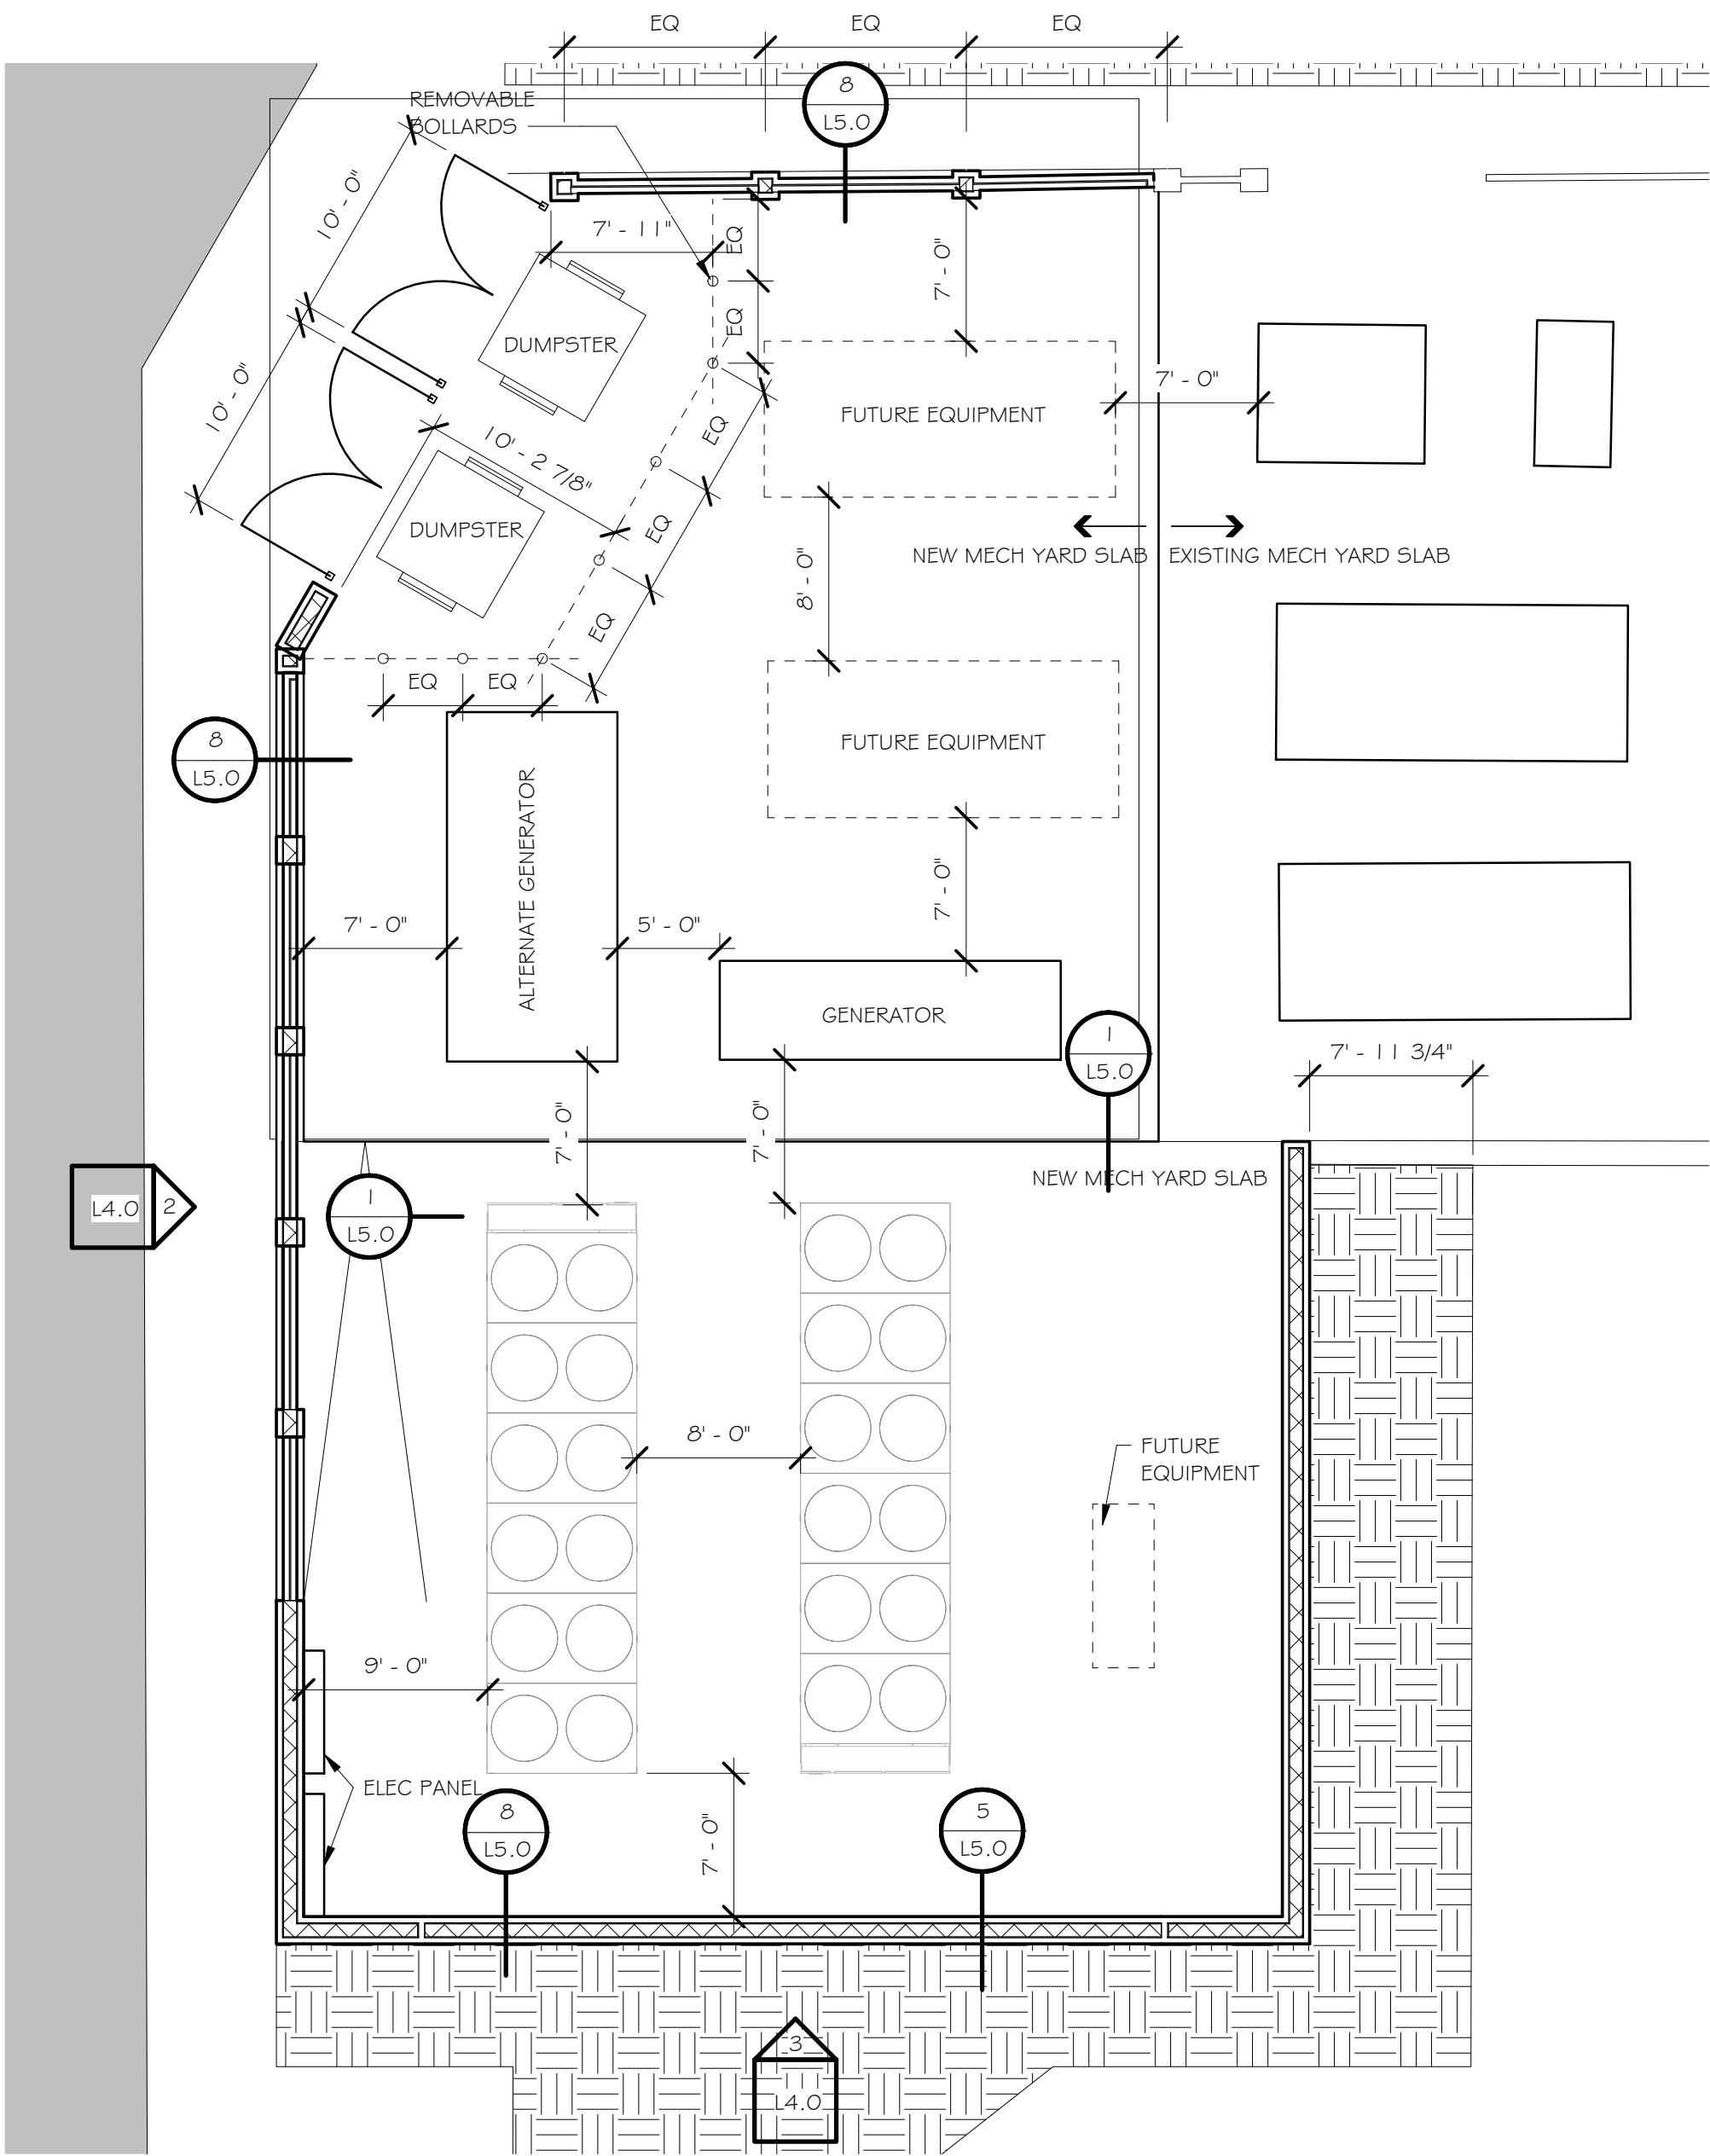 EQ EQ EQ
REMOVABLE
BOLLARDS
8
L5.0
10' - 0"
7' - 11"
EQ
7' - 0"
EQ
DUMPSTER
10' - 0"
7' - 0"
FUTURE EQUIPMENT
EQ
10' - 2 7/8"
DUMPSTER
EQ
NEW MECH YARD SLAB EXISTING MECH YARD SLAB
8' - 0"
EQ
EQ EQ
8
L5.0
FUTURE EQUIPMENT
ALTERNATE GENERATOR
7' - 0"
7' - 0"
5' - 0"
GENERATOR
1
L5.0
7' - 11 3/4"
7' - 0"
7' - 0"
NEW MECH YARD SLAB
L4.0 2
1
L5.0
8' - 0"
FUTURE
EQUIPMENT
9' - 0"
ELEC PANEL
8
L5.0
7' - 0"
5
L5.0
3
L4.0